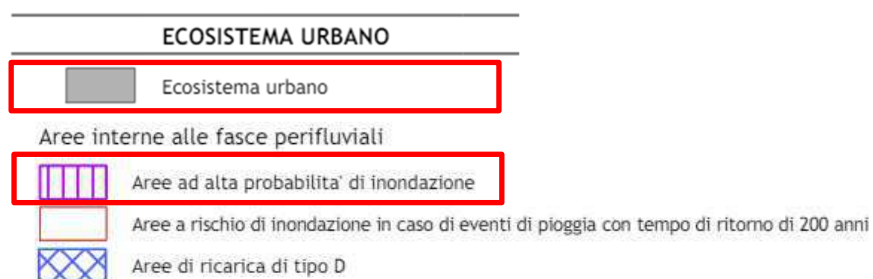 ECOSISTEMA URBANO
Ecosistema urbano
Aree interne alle fasce perifluviali
Aree ad alta probabilita' di inondazione
Aree a rischio di inondazione in caso di eventi di pioggia con tempo di ritorno di 200 anni
Aree di ricarica di tipo D